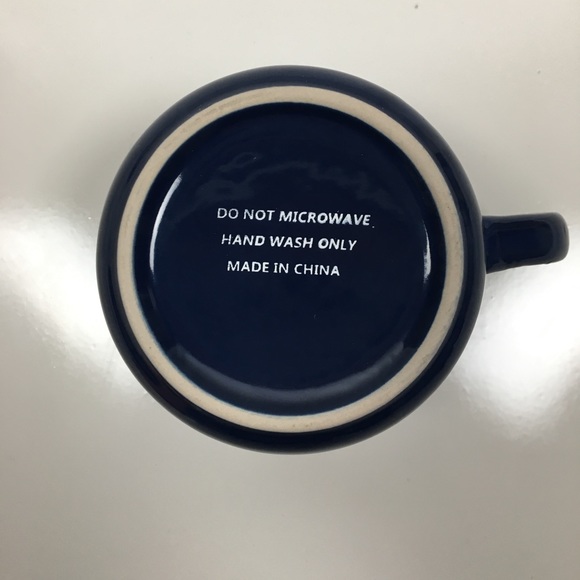 DO NOT MICROWAVE
HAND WASH ONLY
MADE IN CHINA